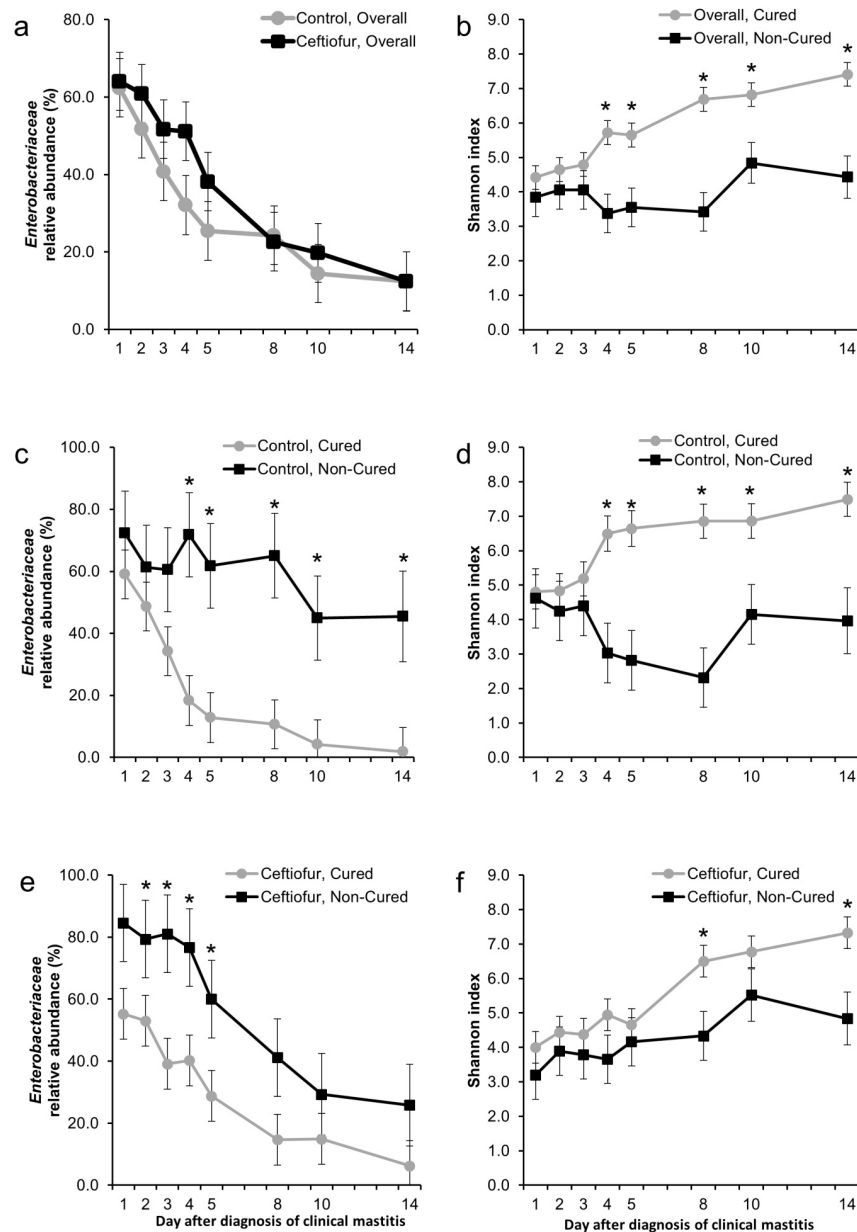 a
Control, Overall
Ceftiofur, Overall
Enterobacteriaceae
relative abundance (%)
80.0
60.0
40.0
20.0
0.0
1 2 3 4 5 8 10 14
b
Overall, Cured
Overall, Non-Cured
Shannon index
9.0
8.0
7.0
6.0
5.0
4.0
3.0
2.0
1.0
0.0
* * * * *
1 2 3 4 5 8 10 14
c
Control, Cured
Control, Non-Cured
Enterobacteriaceae
relative abundance (%)
100.0
80.0
60.0
40.0
20.0
0.0
* * * * *
1 2 3 4 5 8 10 14
d
Control, Cured
Control, Non-Cured
Shannon index
9.0
8.0
7.0
6.0
5.0
4.0
3.0
2.0
1.0
0.0
* * * * *
1 2 3 4 5 8 10 14
e
Ceftiofur, Cured
Ceftiofur, Non-Cured
Enterobacteriaceae
relative abundance (%)
100.0
80.0
60.0
40.0
20.0
0.0
* * * *
1 2 3 4 5 8 10 14
Day after diagnosis of clinical mastitis
f
Ceftiofur, Cured
Ceftiofur, Non-Cured
Shannon index
9.0
8.0
7.0
6.0
5.0
4.0
3.0
2.0
1.0
0.0
* *
1 2 3 4 5 8 10 14
Day after diagnosis of clinical mastitis